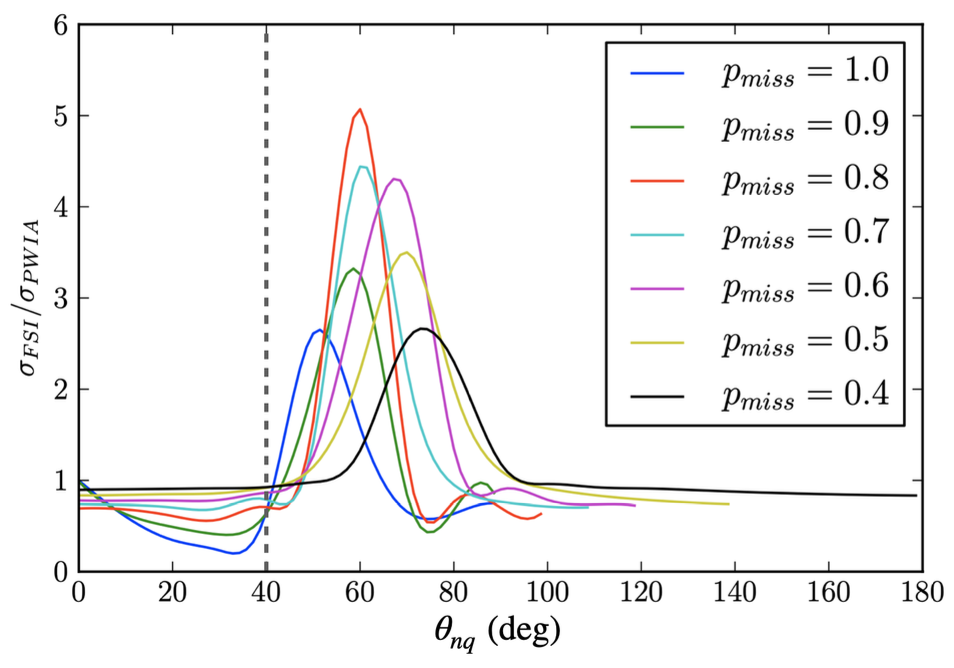 6
5
4
3
2
1
0
σ_FSI/σ_PWIA
p_miss = 1.0
p_miss = 0.9
p_miss = 0.8
p_miss = 0.7
p_miss = 0.6
p_miss = 0.5
p_miss = 0.4
0 20 40 60 80 100 120 140 160 180
θ_nq (deg)